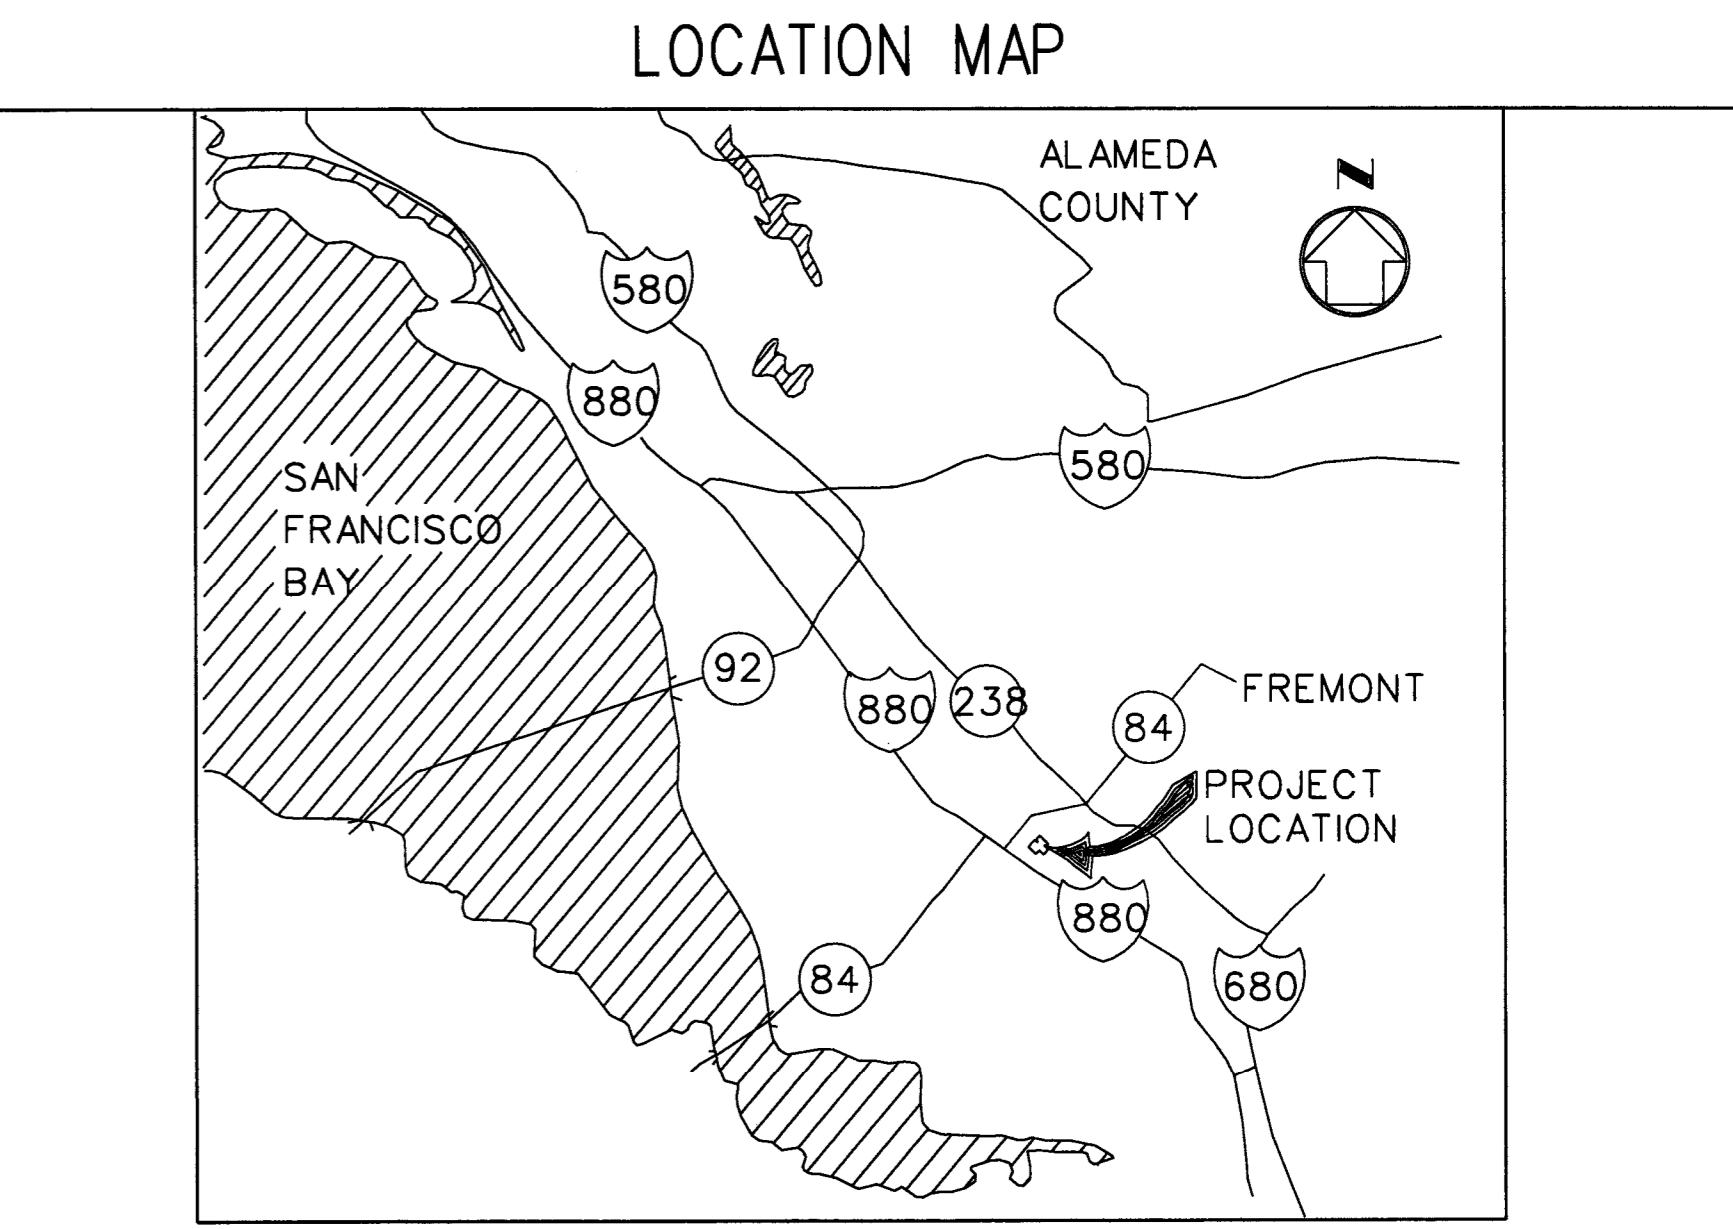 LOCATION MAP
ALAMEDA
COUNTY
N
580
880
580
SAN
FRANCISCO
BAY
92
880
238
84
FREMONT
PROJECT
LOCATION
880
84
680